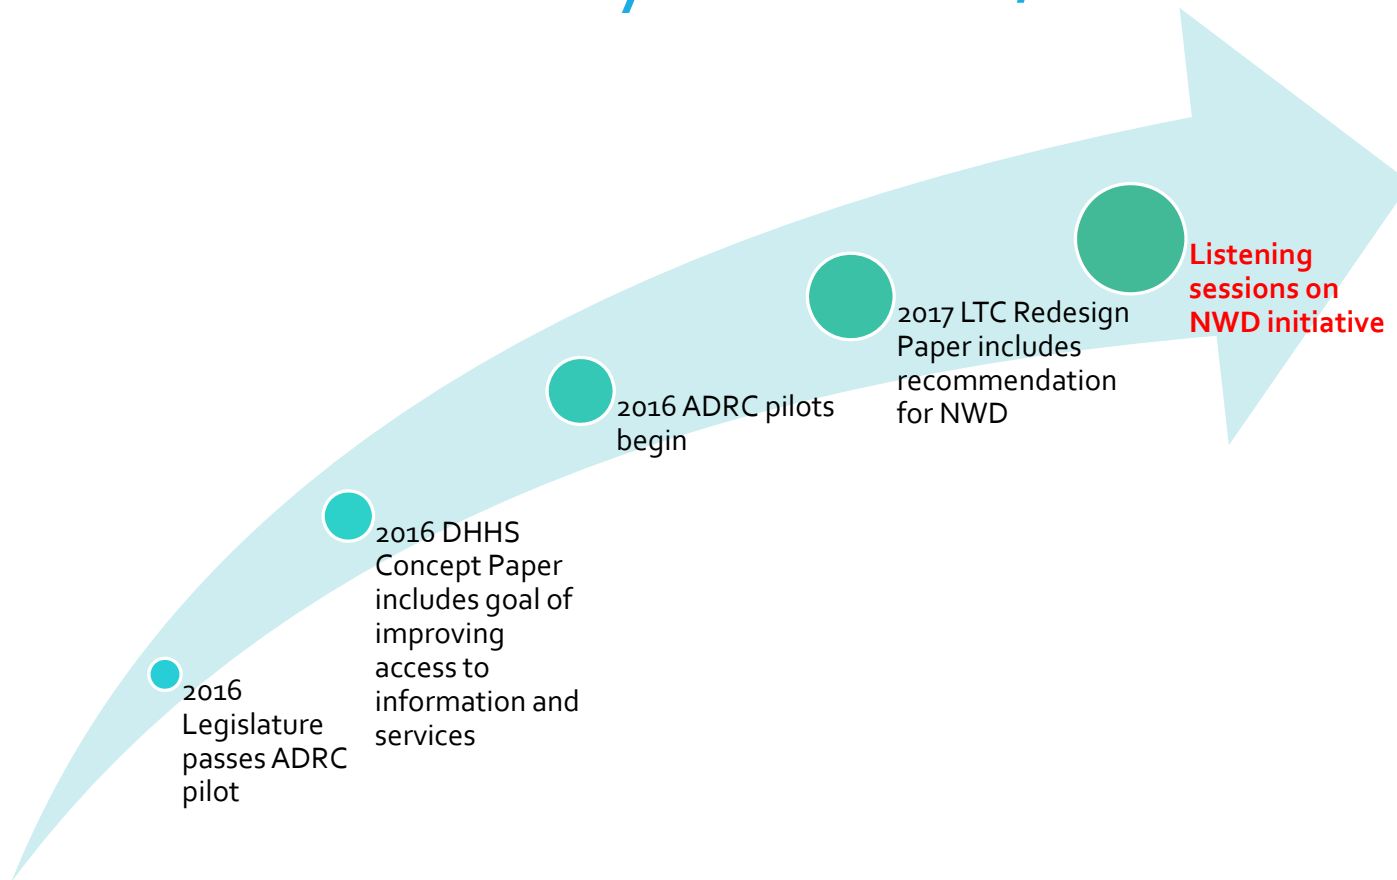 Listening
sessions on
NWD initiative
2017 LTC Redesign
Paper includes
recommendation
for NWD
2016 ADRC pilots
begin
2016 DHHS
Concept Paper
includes goal of
improving
access to
information and
services
2016
Legislature
passes ADRC
pilot